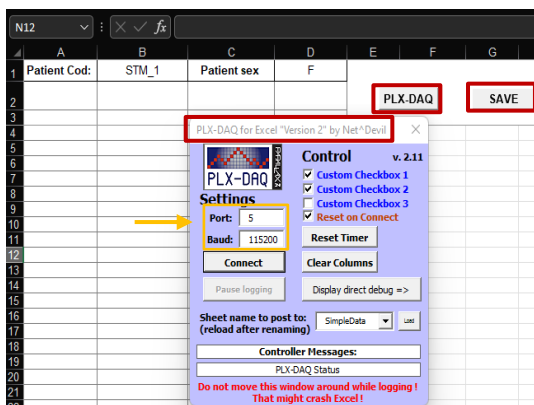 N12 fx
A B C D E F G
1 Patient Cod: STM_1 Patient sex F
2 PLX-DAQ SAVE
3
4 PLX-DAQ for Excel "Version 2" by Net^Devil
5 PARALLAX Control v. 2.11
6 Custom Checkbox 1
7 PLX-DAQ Custom Checkbox 2
8 Settings Custom Checkbox 3
9 Port: 5 Reset on Connect
10
11 Baud: 115200 Reset Timer
12
13 Connect Clear Columns
14
15 Pause logging Display direct debug =>
16 Sheet name to post to: SimpleData Load
17 (reload after renaming)
18
19 Controller Messages:
20 PLX-DAQ Status
21 Do not move this window around while logging !
That might crash Excel !